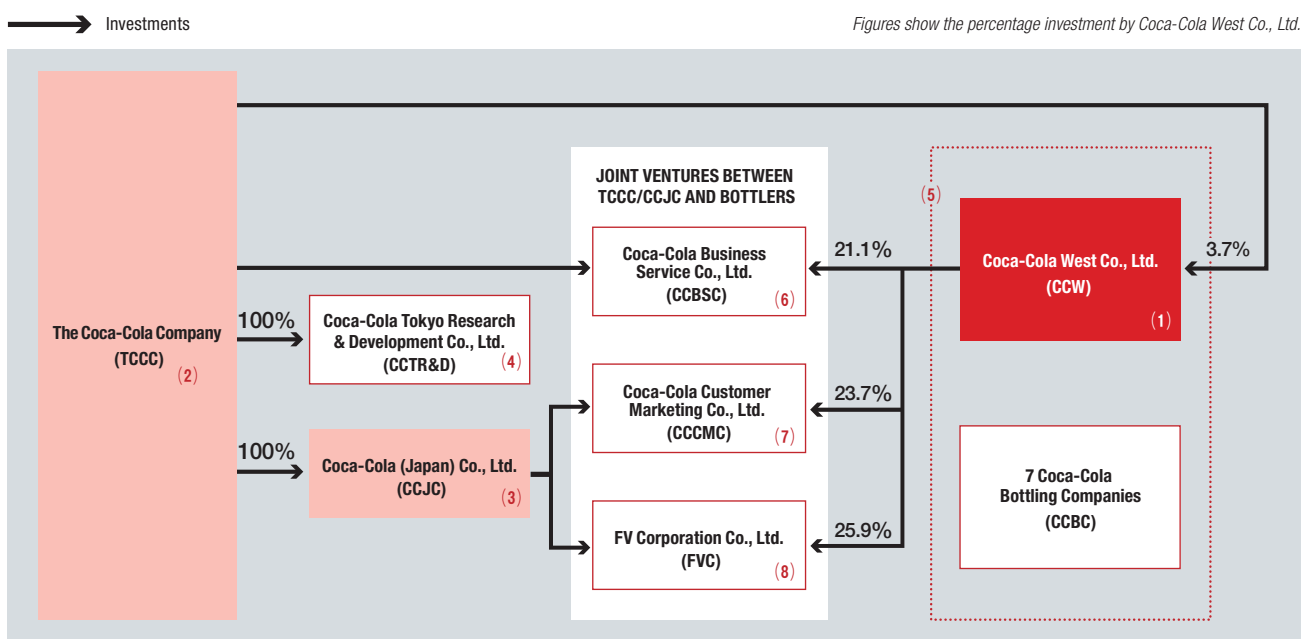 Investments
Figures show the percentage investment by Coca-Cola West Co., Ltd.
The Coca-Cola Company
(TCCC)
(2)
100%
Coca-Cola Tokyo Research
& Development Co., Ltd.
(CCTR&D)
(4)
100%
Coca-Cola (Japan) Co., Ltd.
(CCJC)
(3)
JOINT VENTURES BETWEEN
TCCC/CCJC AND BOTTLERS
Coca-Cola Business
Service Co., Ltd.
(CCBSC)
(6)
21.1%
Coca-Cola Customer
Marketing Co., Ltd.
(CCCMC)
(7)
23.7%
FV Corporation Co., Ltd.
(FVC)
(8)
25.9%
(5)
Coca-Cola West Co., Ltd.
(CCW)
(1)
3.7%
7 Coca-Cola
Bottling Companies
(CCBC)